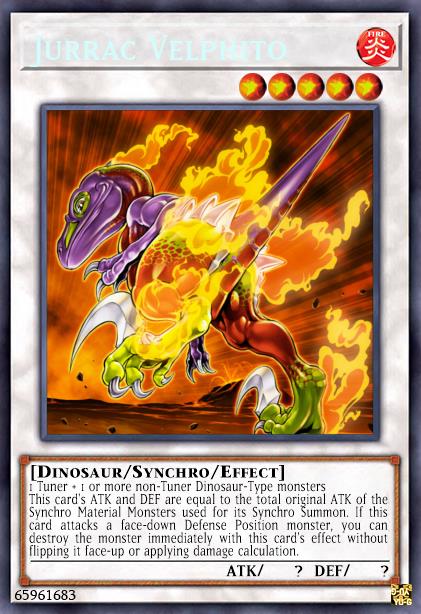 Jurrac Velphito
FIRE
炎
[Dinosaur/Synchro/Effect]
1 Tuner + 1 or more non-Tuner Dinosaur-Type monsters
This card's ATK and DEF are equal to the total original ATK of the
Synchro Material Monsters used for its Synchro Summon. If this
card attacks a face-down Defense Position monster, you can
destroy the monster immediately with this card's effect without
flipping it face-up or applying damage calculation.
ATK/ ? DEF/ ?
65961683